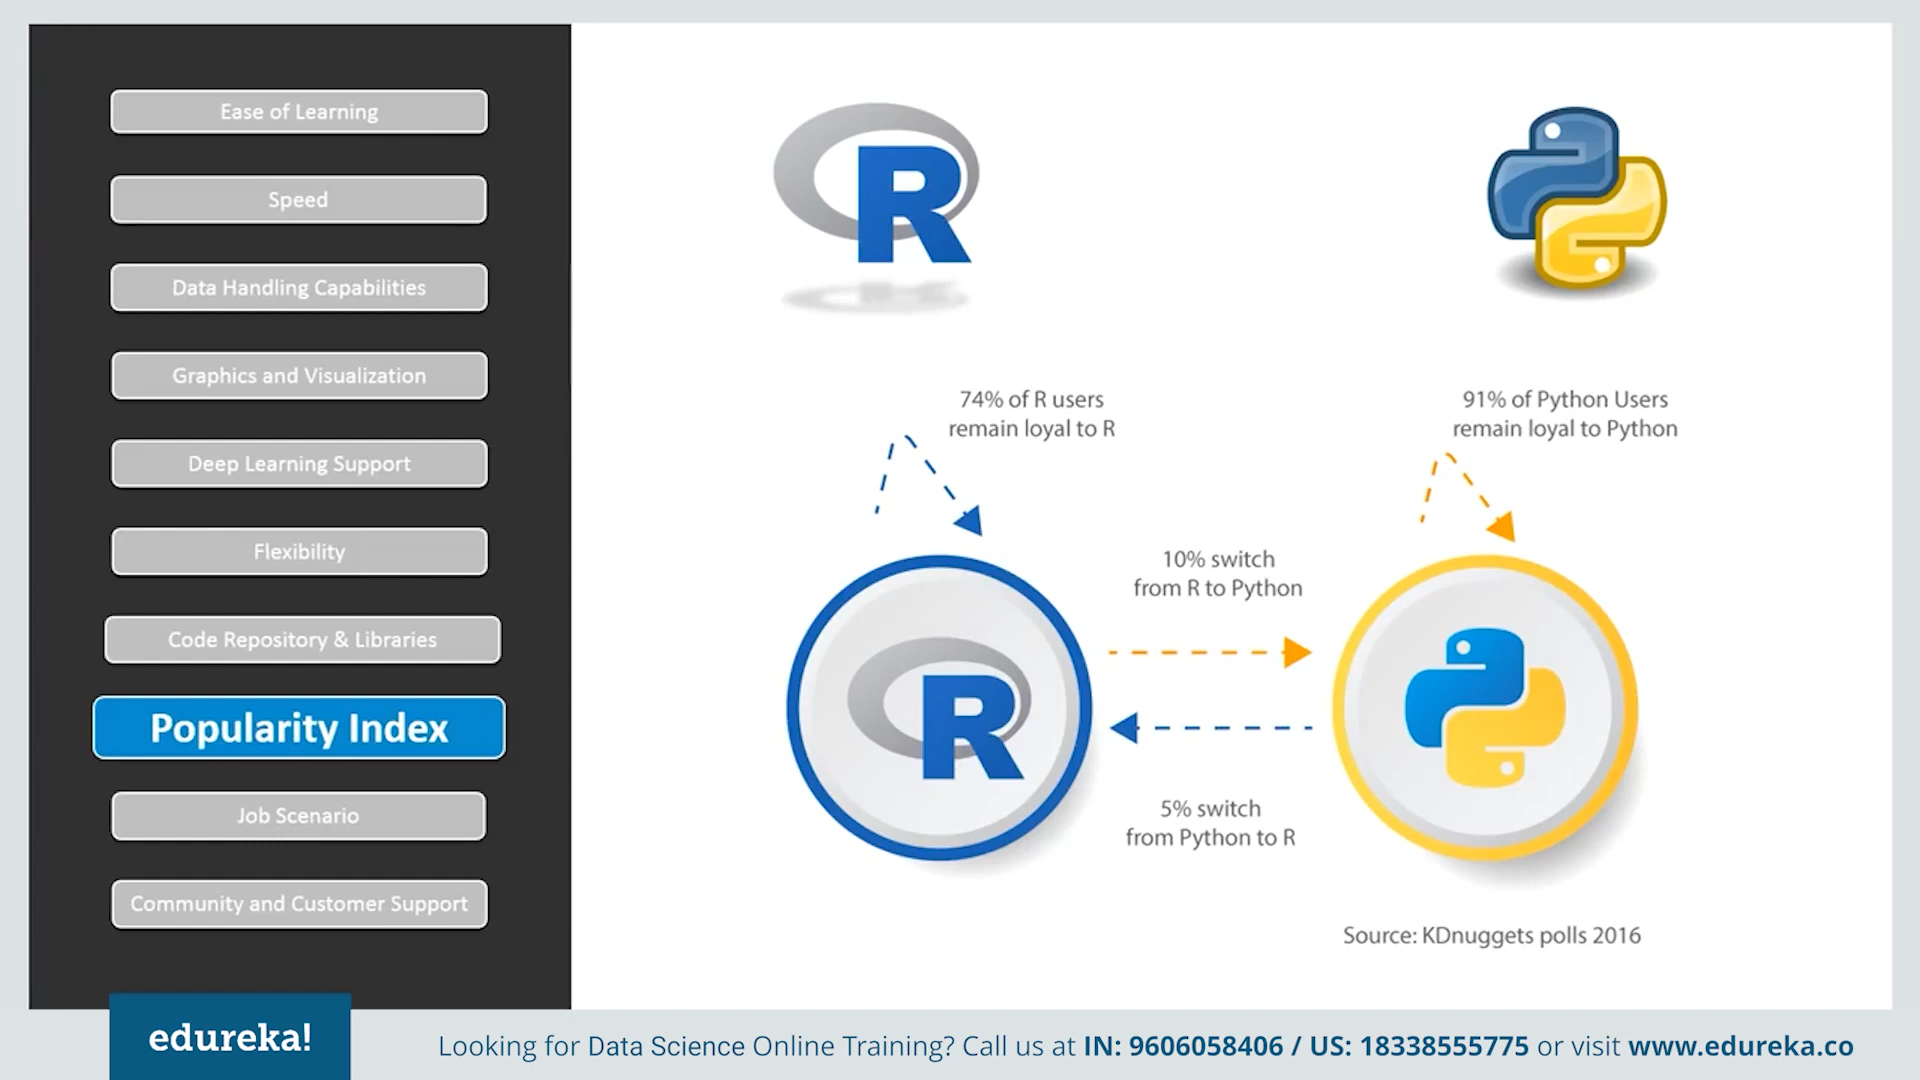 Ease of Learning
Speed
Data Handling Capabilities
Graphics and Visualization
Deep Learning Support
Flexibility
Code Repository & Libraries
Popularity Index
Job Scenario
Community and Customer Support
R
74% of R users
remain loyal to R
91% of Python Users
remain loyal to Python
10% switch
from R to Python
R
5% switch
from Python to R
Source: KDnuggets polls 2016
edureka!
Looking for Data Science Online Training? Call us at IN: 9606058406 / US: 18338555775 or visit www.edureka.co